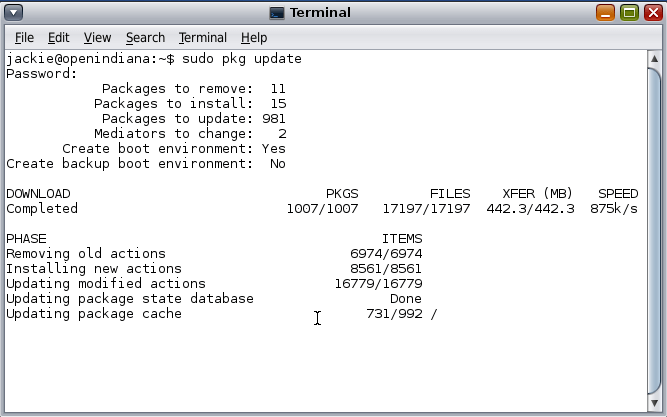 Terminal
File Edit View Search Terminal Help
jackie@openindiana:~$ sudo pkg update
Password:
Packages to remove: 11
Packages to install: 15
Packages to update: 981
Mediators to change: 2
Create boot environment: Yes
Create backup boot environment: No
DOWNLOAD PKGS FILES XFER (MB) SPEED
Completed 1007/1007 17197/17197 442.3/442.3 875k/s
PHASE ITEMS
Removing old actions 6974/6974
Installing new actions 8561/8561
Updating modified actions 16779/16779
Updating package state database Done
Updating package cache 731/992 /